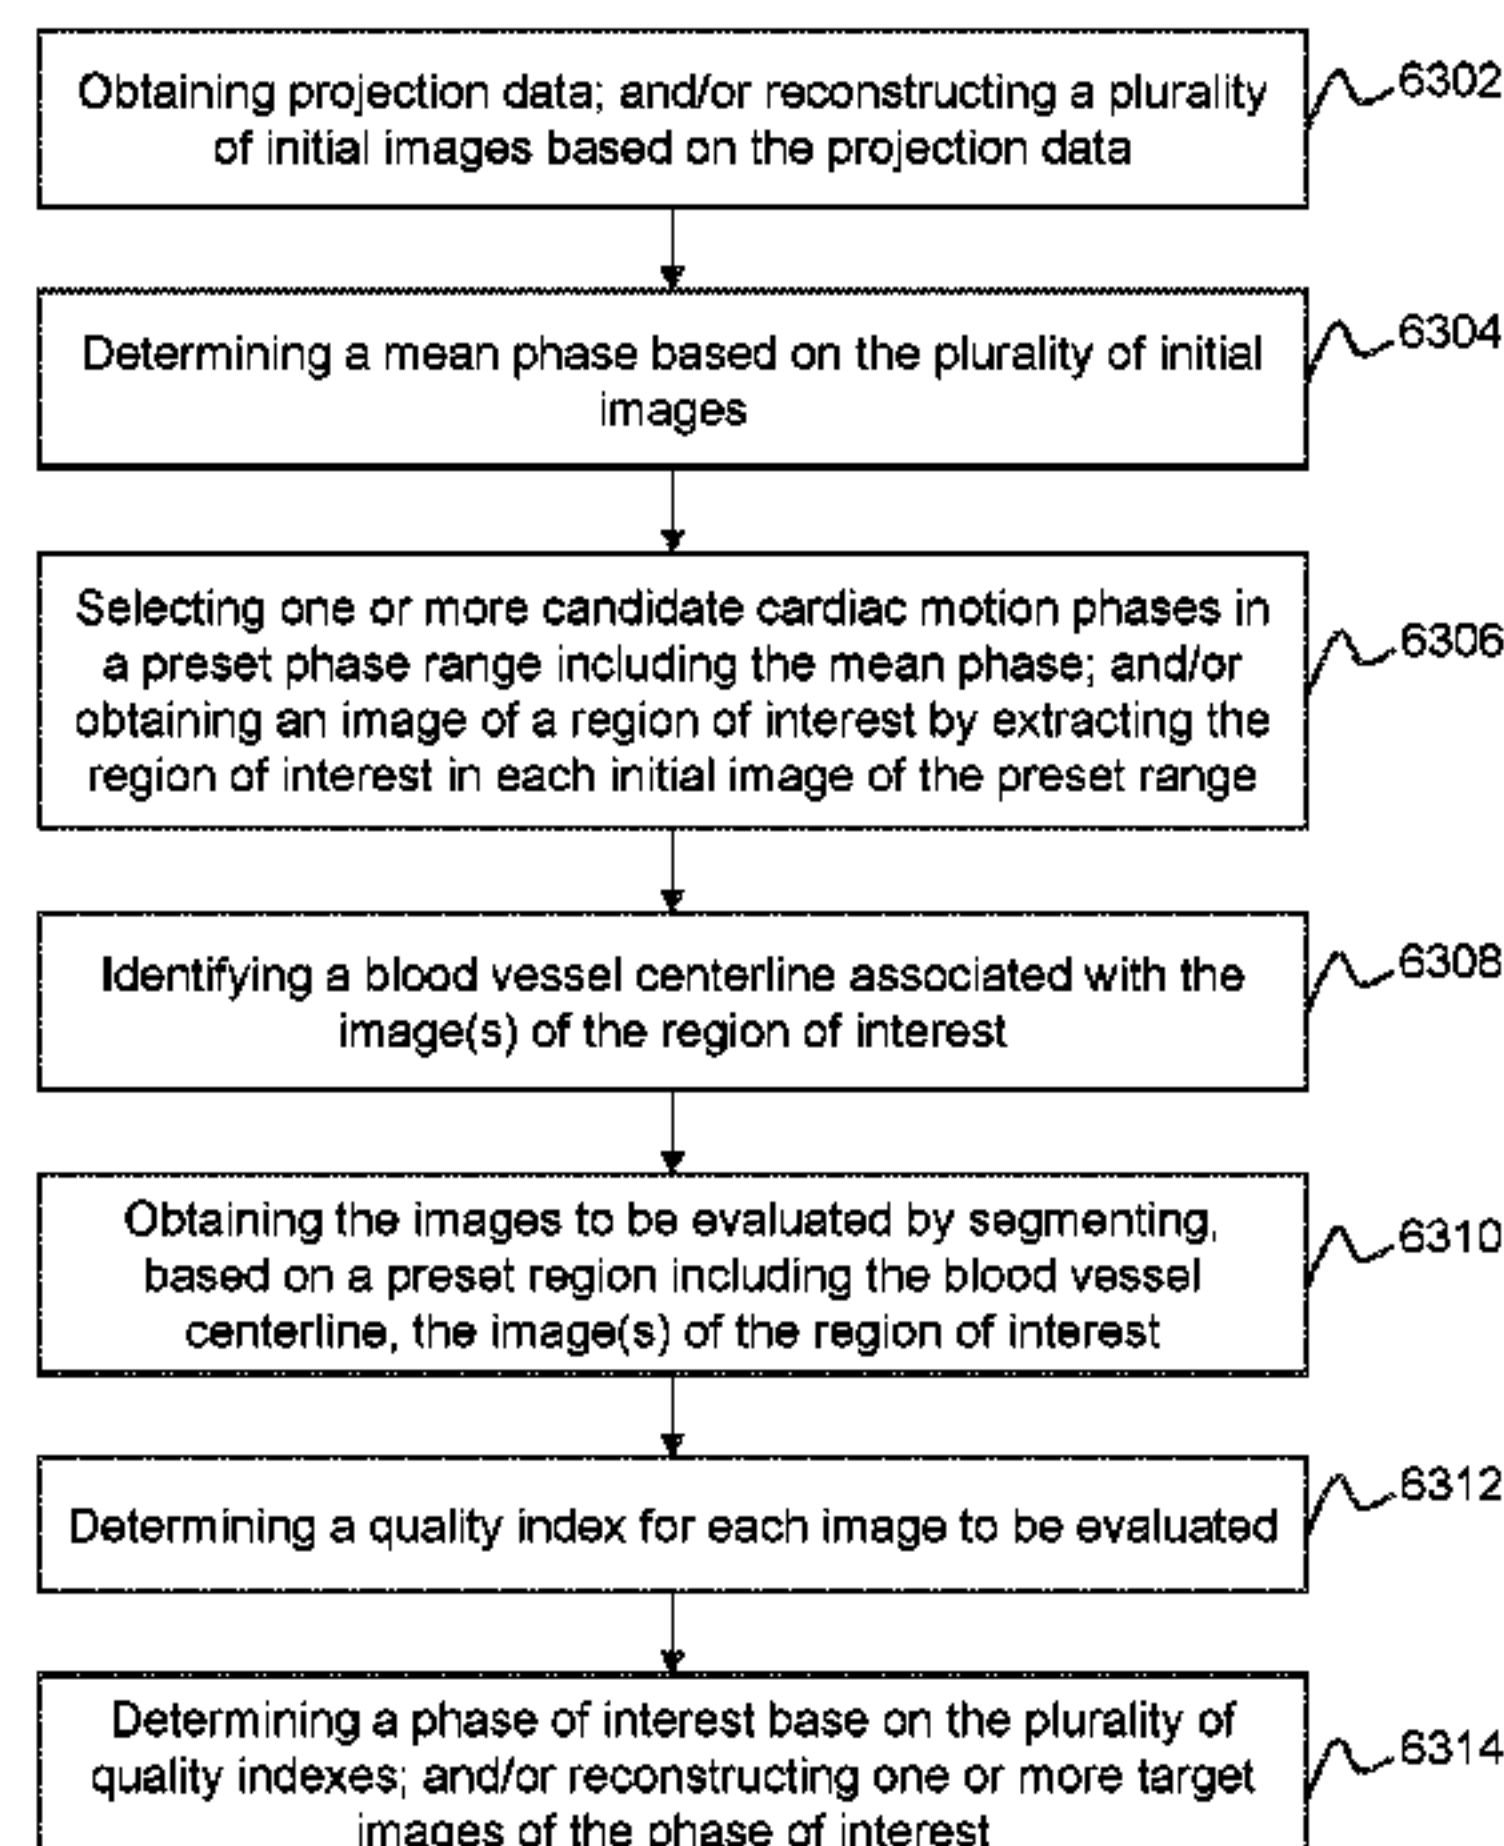 Obtaining projection data; and/or reconstructing a plurality
of initial images based on the projection data
6302
Determining a mean phase based on the plurality of initial
images
6304
Selecting one or more candidate cardiac motion phases in
a preset phase range including the mean phase; and/or
obtaining an image of a region of interest by extracting the
region of interest in each initial image of the preset range
6306
Identifying a blood vessel centerline associated with the
image(s) of the region of interest
6308
Obtaining the images to be evaluated by segmenting,
based on a preset region including the blood vessel
centerline, the image(s) of the region of interest
6310
Determining a quality index for each image to be evaluated
6312
Determining a phase of interest base on the plurality of
quality indexes; and/or reconstructing one or more target
images of the phase of interest
6314